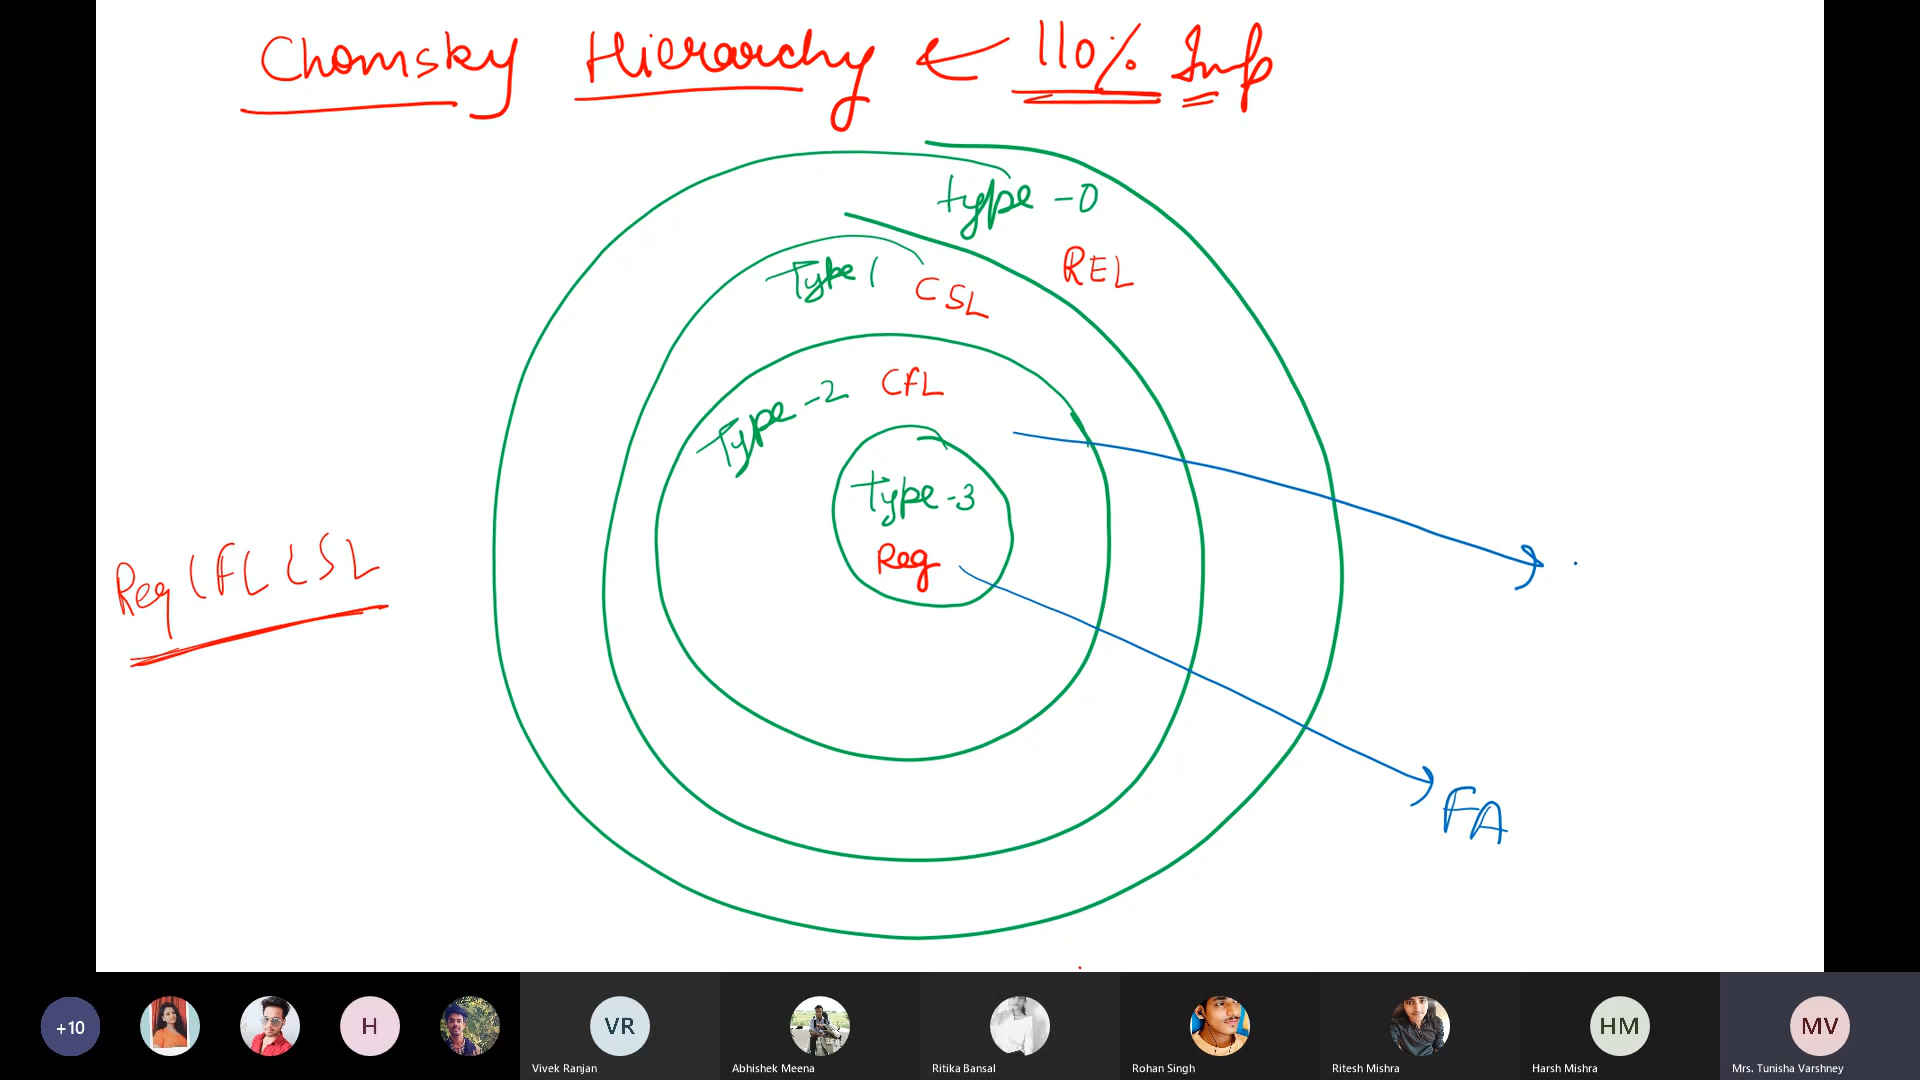 Chomsky Hierarchy ← 110% Imp
type -0
REL
Type 1 CSL
Type -2 CFL
type -3
Reg
Reg CFL CSL
FA
+10
H
VR
HM
MV
Vivek Ranjan
Abhishek Meena
Ritika Bansal
Rohan Singh
Ritesh Mishra
Harsh Mishra
Mrs. Tunisha Varshney